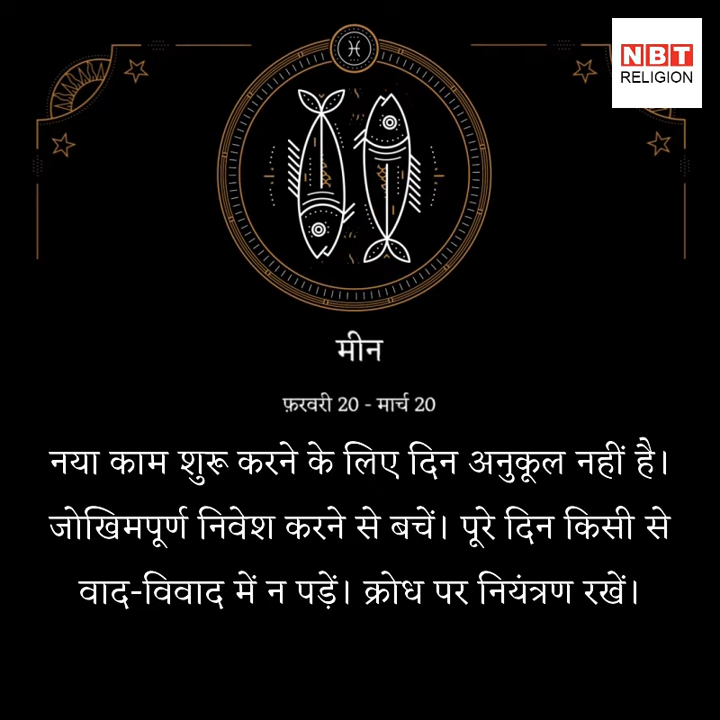 NBT
RELIGION
मीन
फ़रवरी 20 - मार्च 20
नया काम शुरू करने के लिए दिन अनुकूल नहीं है।
जोखिमपूर्ण निवेश करने से बचें। पूरे दिन किसी से
वाद-विवाद में न पड़ें। क्रोध पर नियंत्रण रखें।